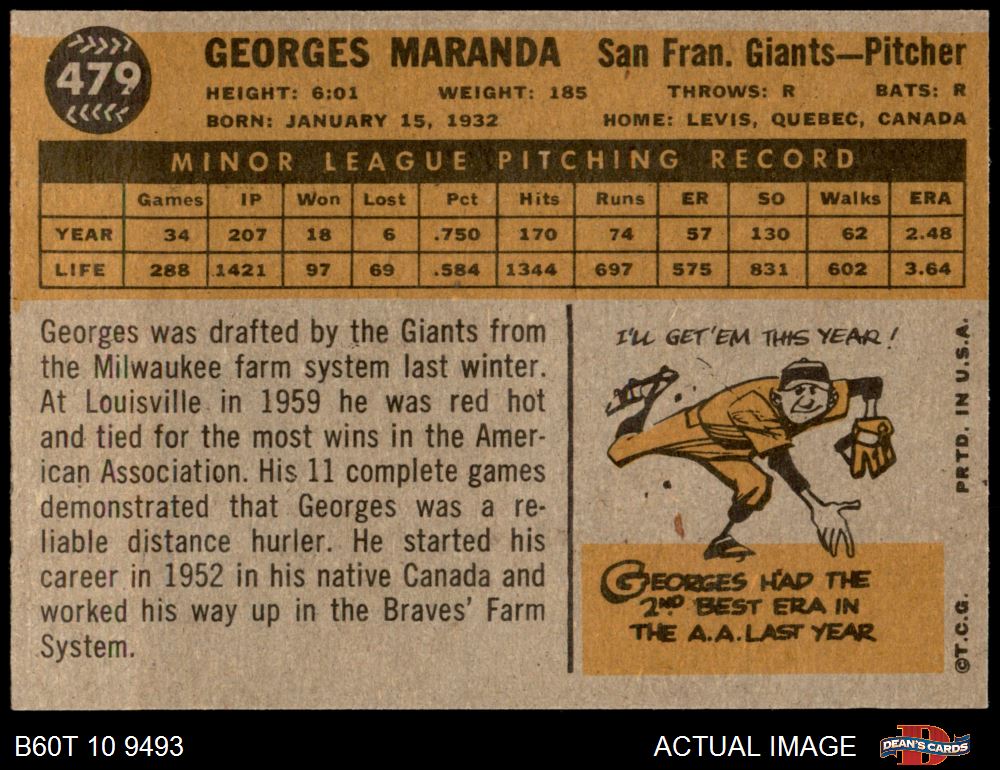 479
GEORGES MARANDA San Fran. Giants—Pitcher
HEIGHT: 6:01 WEIGHT: 185 THROWS: R BATS: R
BORN: JANUARY 15, 1932 HOME: LEVIS, QUEBEC, CANADA
MINOR LEAGUE PITCHING RECORD
Games IP Won Lost Pct Hits Runs ER SO Walks ERA
YEAR 34 207 18 6 .750 170 74 57 130 62 2.48
LIFE 288 1421 97 69 .584 1344 697 575 831 602 3.64
Georges was drafted by the Giants from
the Milwaukee farm system last winter.
At Louisville in 1959 he was red hot
and tied for the most wins in the Amer-
ican Association. His 11 complete games
demonstrated that Georges was a re-
liable distance hurler. He started his
career in 1952 in his native Canada and
worked his way up in the Braves' Farm
System.
I'LL GET 'EM THIS YEAR!
GEORGES HAD THE
2ND BEST ERA IN
THE A.A. LAST YEAR
PRTD. IN U.S.A.
©T.C.G.
B60T 10 9493
ACTUAL IMAGE
D
DEAN'S CARDS